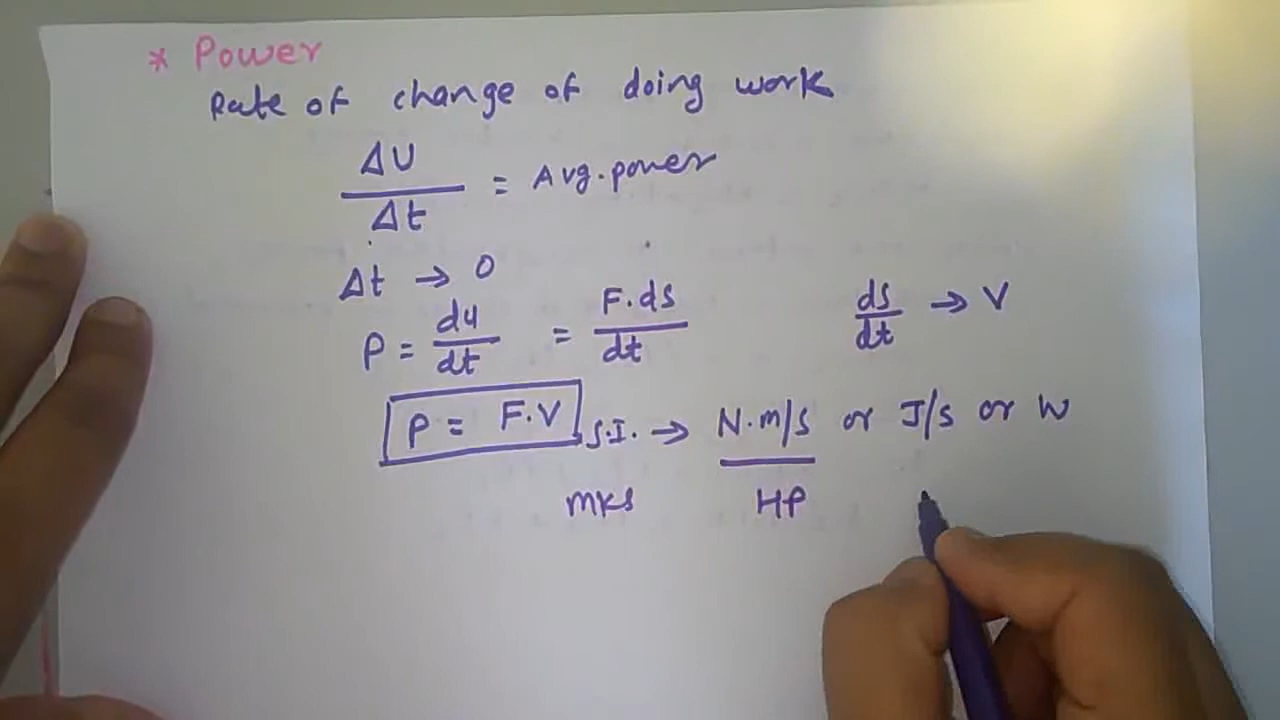 * Power
Rate of change of doing work
ΔU / Δt = Avg. power
Δt → 0
P = du/dt = F.ds/dt ds/dt → V
P = F.V S.I. → N.m/s or J/s or W
MKS HP